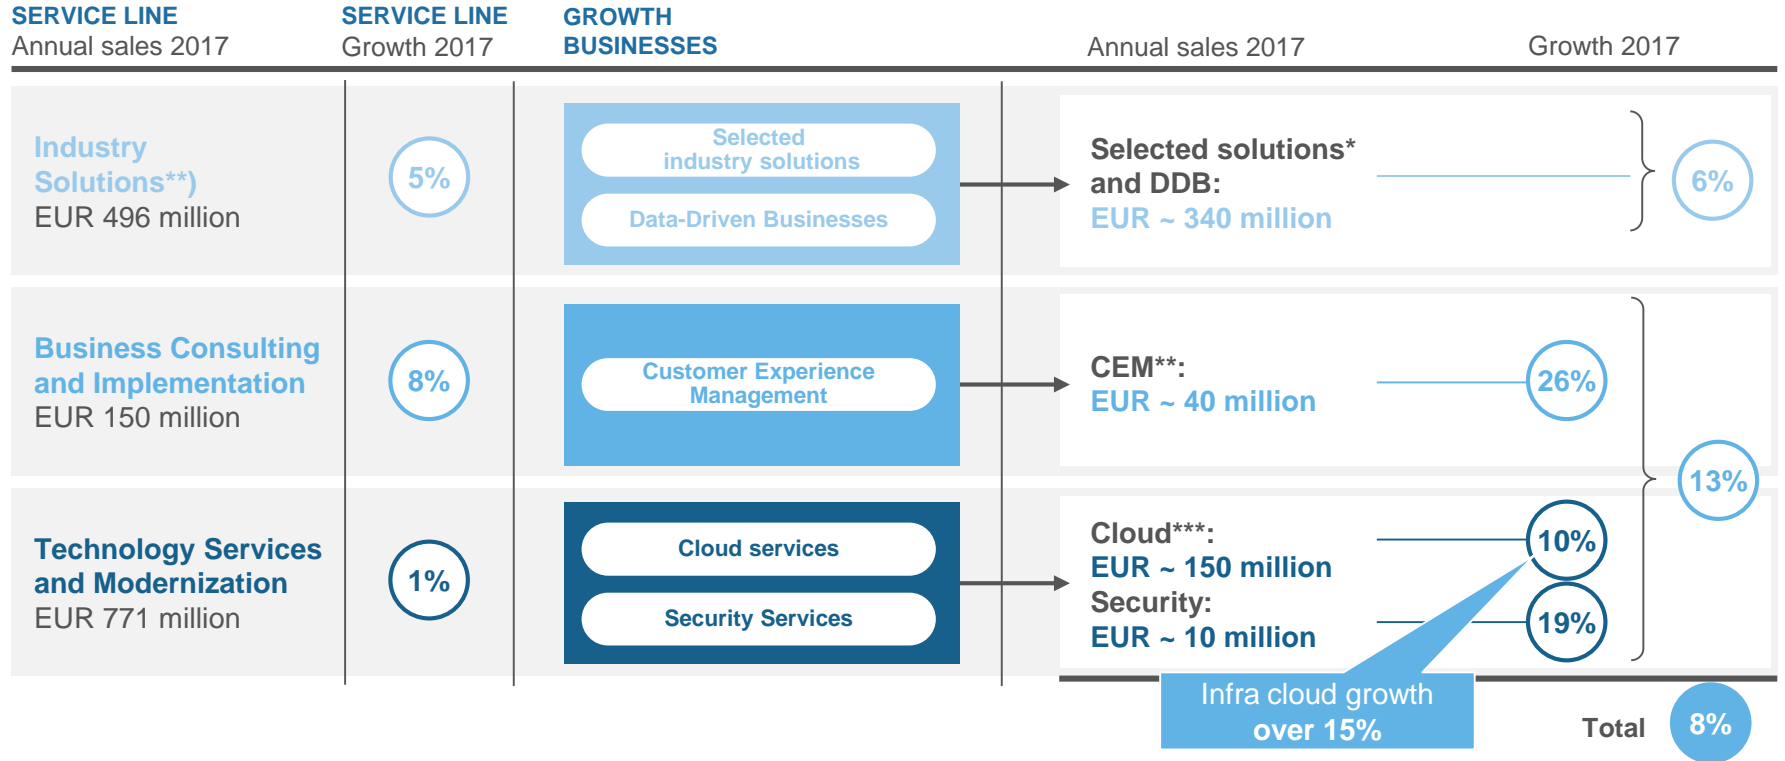 SERVICE LINE
Annual sales 2017
SERVICE LINE
Growth 2017
GROWTH
BUSINESSES
Annual sales 2017
Growth 2017
Industry
Solutions**)
EUR 496 million
5%
Selected
industry solutions
Data-Driven Businesses
Selected solutions*
and DDB:
EUR ~ 340 million
6%
Business Consulting
and Implementation
EUR 150 million
8%
Customer Experience
Management
CEM**:
EUR ~ 40 million
26%
13%
Technology Services
and Modernization
EUR 771 million
1%
Cloud services
Security Services
Cloud***:
EUR ~ 150 million
Security:
EUR ~ 10 million
10%
19%
Infra cloud growth
over 15%
Total
8%